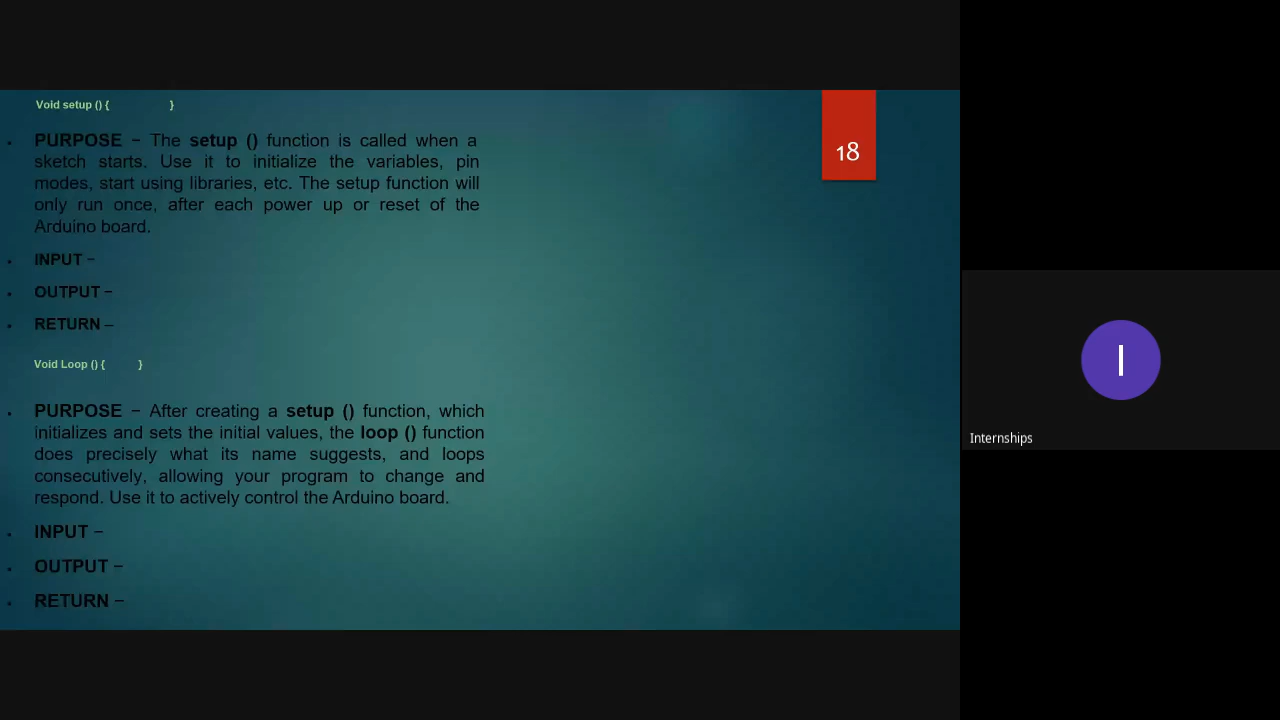 Void setup () { }
18
• PURPOSE − The setup () function is called when a
sketch starts. Use it to initialize the variables, pin
modes, start using libraries, etc. The setup function will
only run once, after each power up or reset of the
Arduino board.
• INPUT −
• OUTPUT −
• RETURN –
Void Loop () { }
• PURPOSE − After creating a setup () function, which
initializes and sets the initial values, the loop () function
does precisely what its name suggests, and loops
consecutively, allowing your program to change and
respond. Use it to actively control the Arduino board.
• INPUT −
• OUTPUT −
• RETURN −
I
Internships